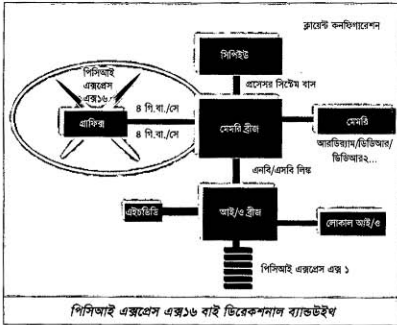 ক্লায়েন্ট কনফিগারেশন
সিপিইউ
পিসিআই
এক্সপ্রেস
এক্স১৬
প্রসেসর সিস্টেম বাস
৪ গি.বা./সে
গ্রাফিক্স
মেমরি ব্রীজ
মেমরি
৪ গি.বা./সে
আরডির‍্যাম/ডিডিআর/
ডিডিআর২...
এনবি/এসবি লিঙ্ক
এইচডিডি
আই/ও ব্রীজ
লোকাল আই/ও
পিসিআই এক্সপ্রেস এক্স ১
পিসিআই এক্সপ্রেস এক্স১৬ বাই ডিরেকশনাল ব্যান্ডউইথ